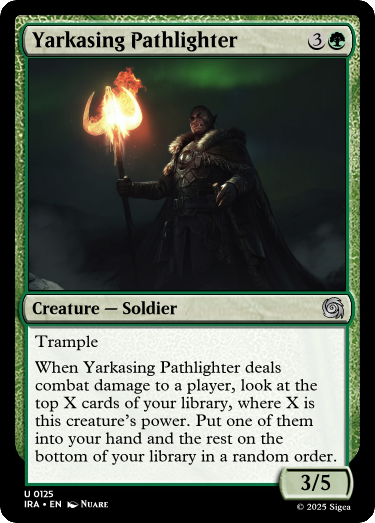 Yarkasing Pathlighter 3
Creature — Soldier
Trample
When Yarkasing Pathlighter deals
combat damage to a player, look at the
top X cards of your library, where X is
this creature's power. Put one of them
into your hand and the rest on the
bottom of your library in a random order.
3/5
U 0125
IRA • EN Nuare
© 2025 Sigea